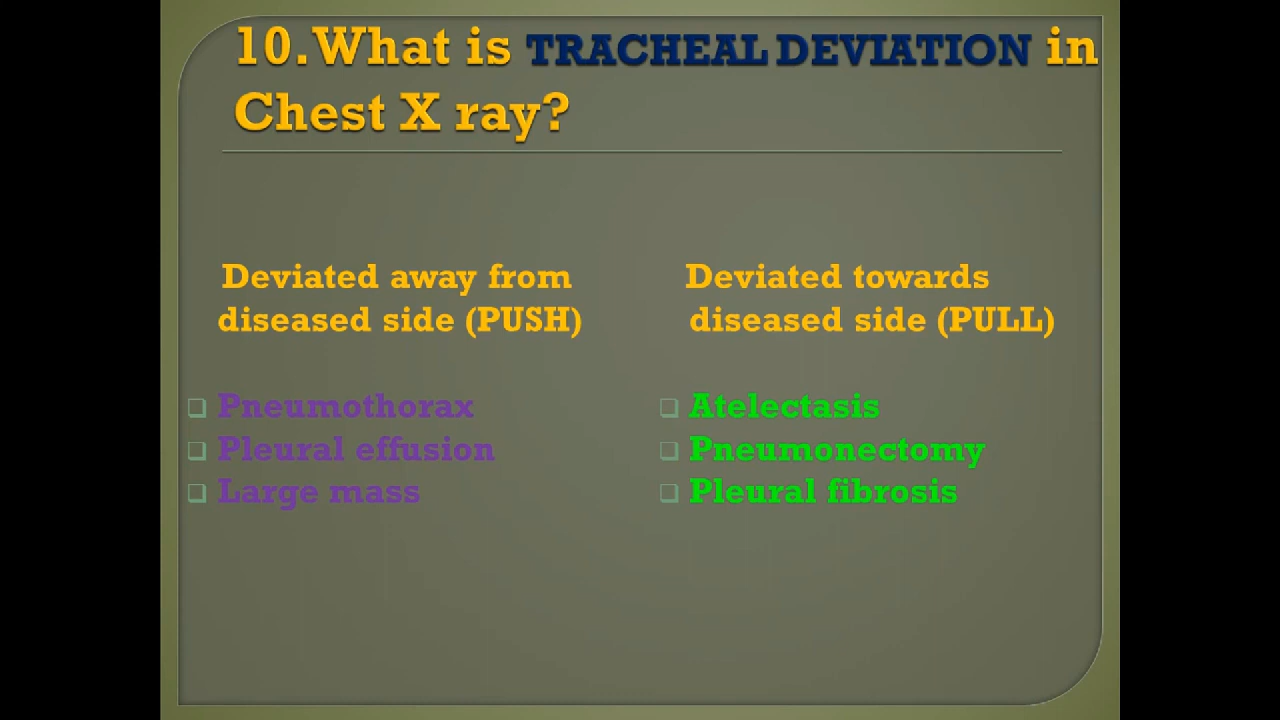 10.What is TRACHEAL DEVIATION in
Chest X ray?
Deviated away from
diseased side (PUSH)
Pneumothorax
Pleural effusion
Large mass
Deviated towards
diseased side (PULL)
Atelectasis
Pneumonectomy
Pleural fibrosis